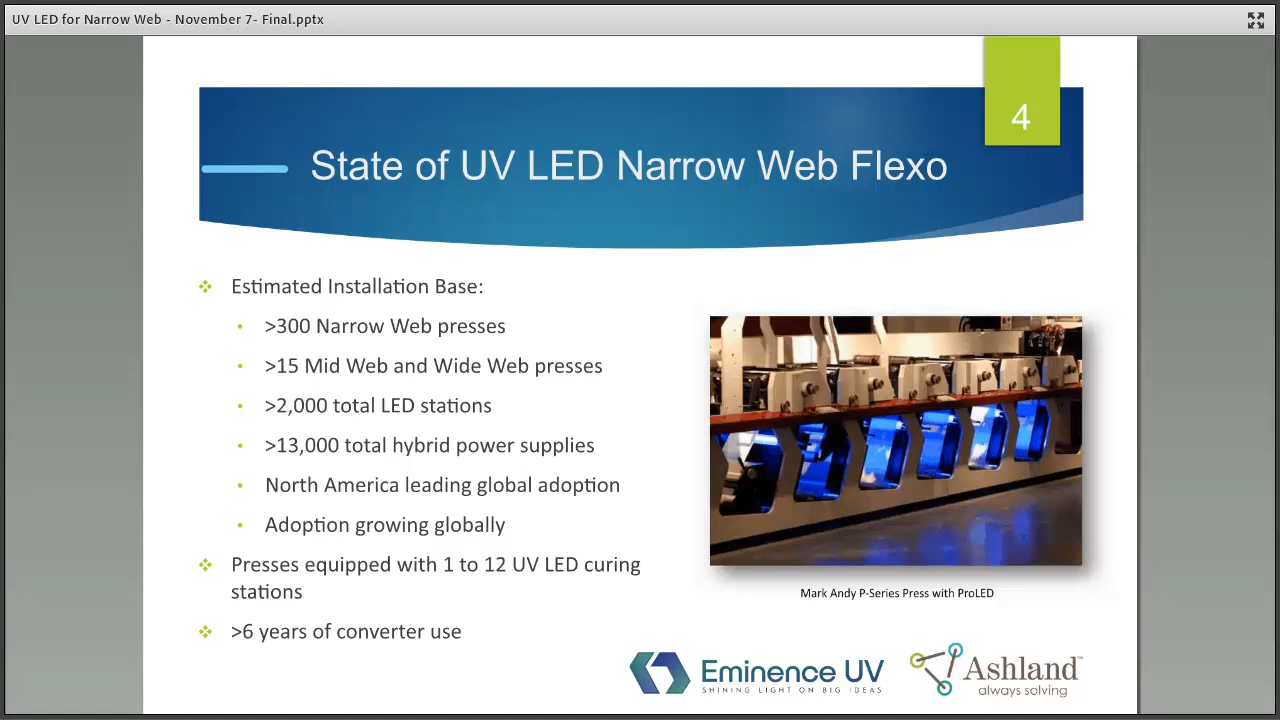 UV LED for Narrow Web - November 7- Final.pptx
4
State of UV LED Narrow Web Flexo
Estimated Installation Base:
>300 Narrow Web presses
>15 Mid Web and Wide Web presses
>2,000 total LED stations
>13,000 total hybrid power supplies
North America leading global adoption
Adoption growing globally
Presses equipped with 1 to 12 UV LED curing
stations
>6 years of converter use
Mark Andy P-Series Press with ProLED
Eminence UV
SHINING LIGHT ON BIG IDEAS
Ashland™
always solving